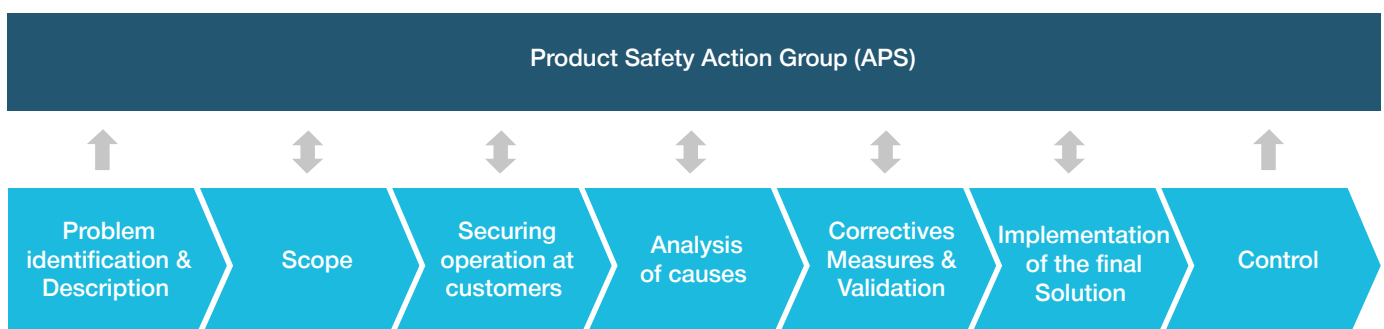 Product Safety Action Group (APS)
Problem
identification &
Description
Scope
Securing
operation at
customers
Analysis
of causes
Correctives
Measures &
Validation
Implementation
of the final
Solution
Control